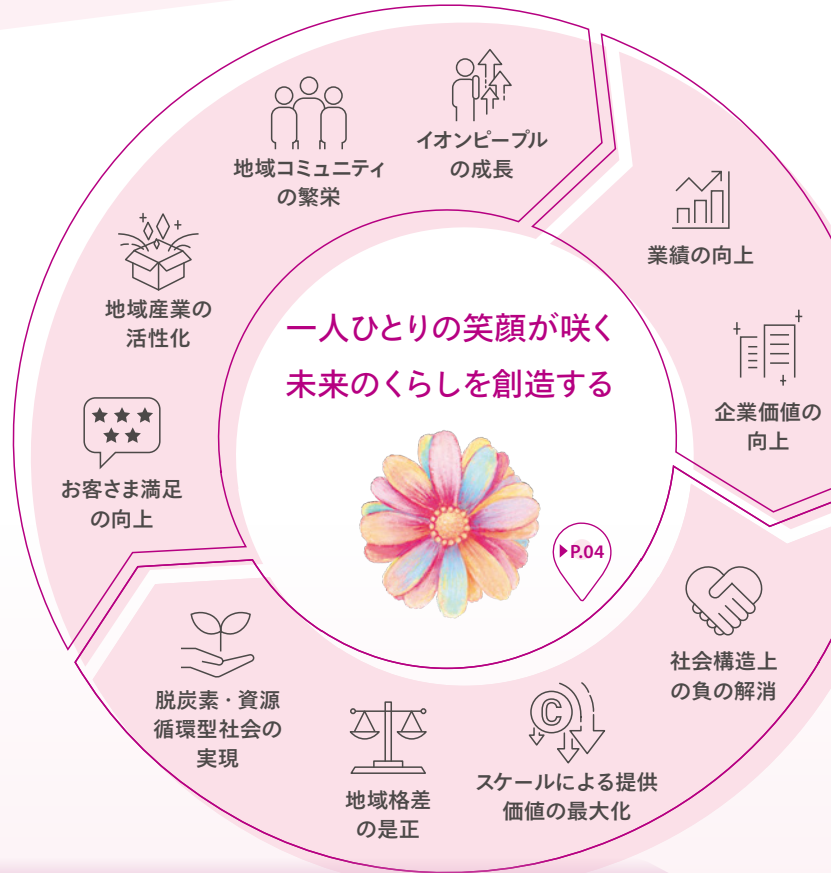 イオンピープル
の成長
地域コミュニティ
の繁栄
地域産業の
活性化
お客さま満足
の向上
業績の向上
企業価値の
向上
一人ひとりの笑顔が咲く
未来のくらしを創造する
P.04
社会構造上
の負の解消
スケールによる提供
価値の最大化
C
地域格差
の是正
脱炭素・資源
循環型社会の
実現